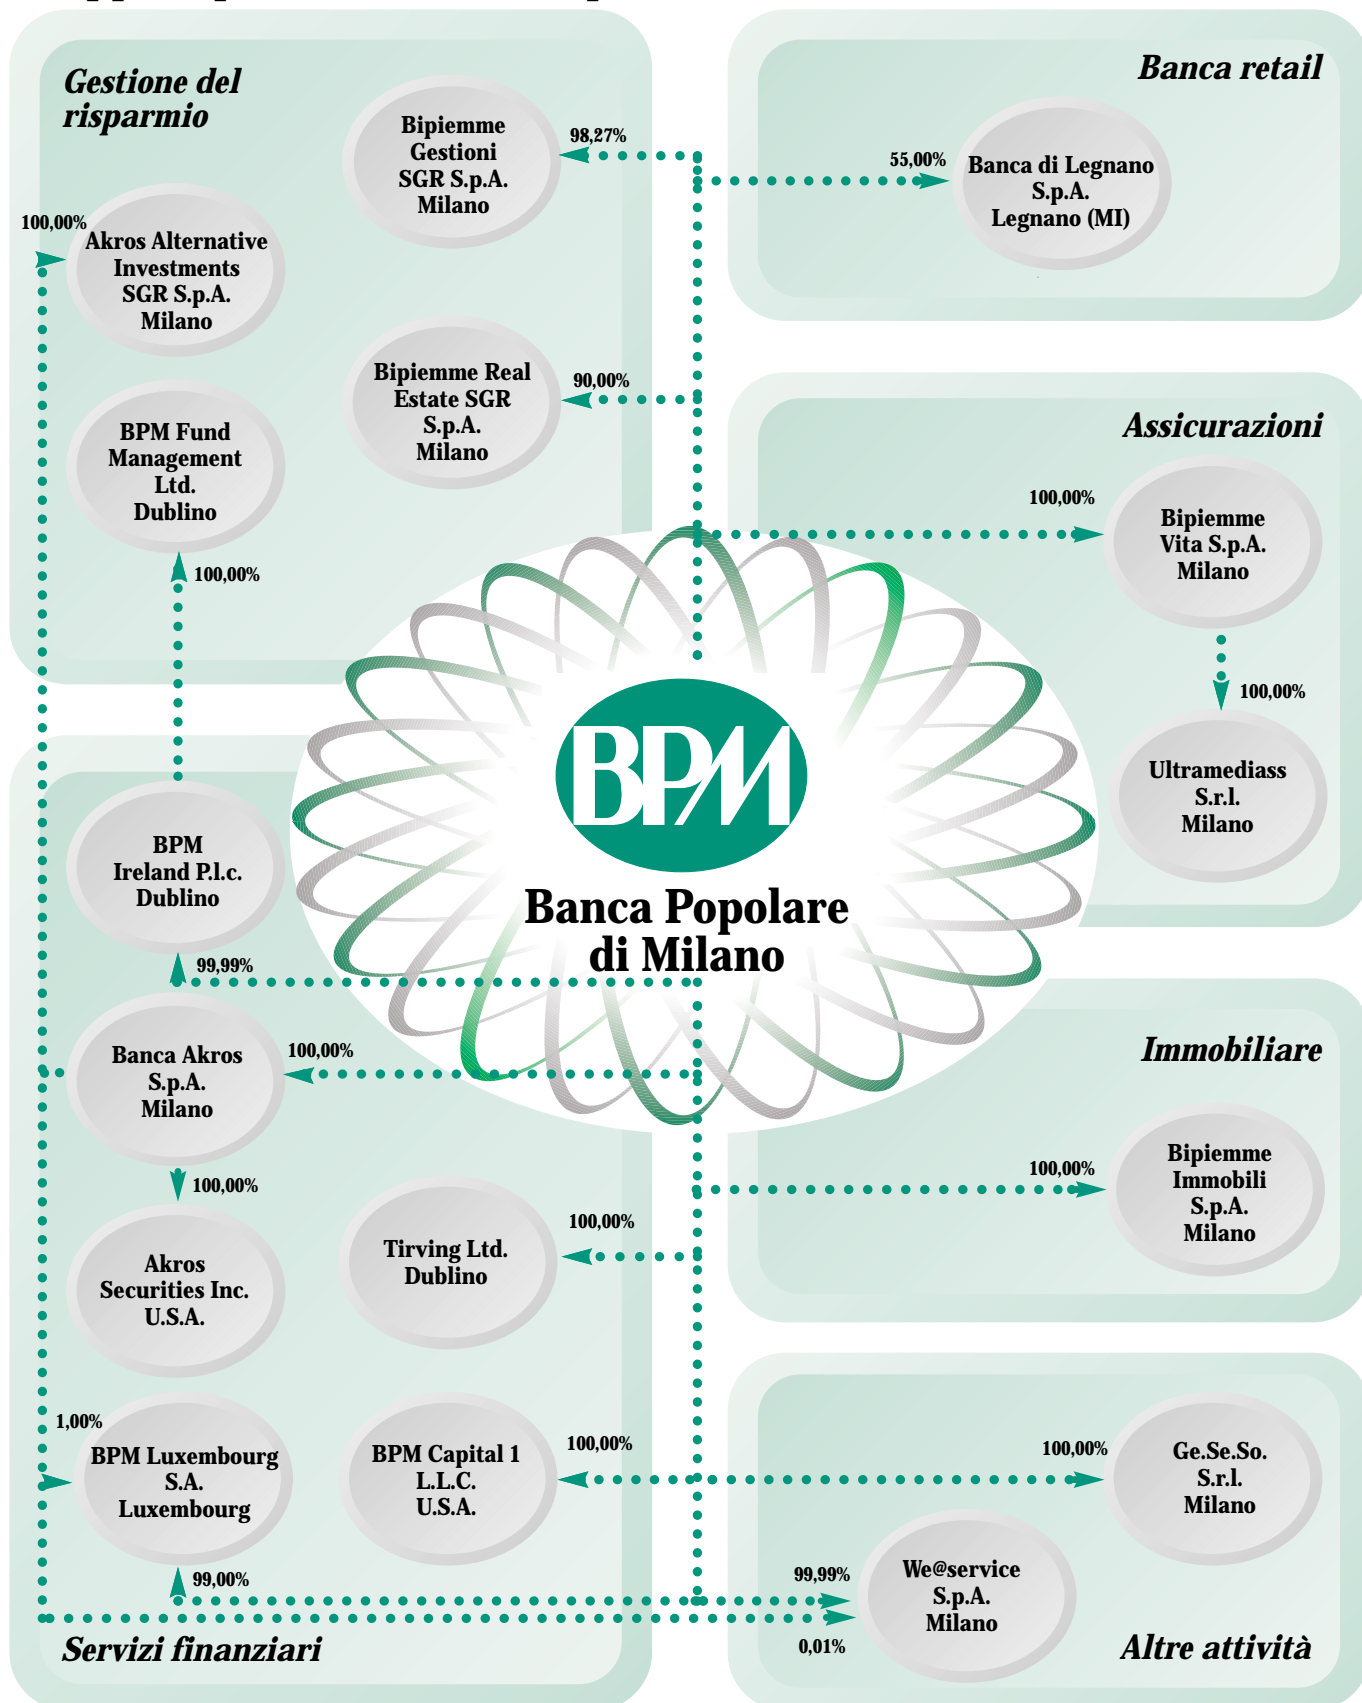 Gestione del
risparmio
Bipiemme
Gestioni
SGR S.p.A.
Milano
98,27%
100,00%
Akros Alternative
Investments
SGR S.p.A.
Milano
Bipiemme Real
Estate SGR
S.p.A.
Milano
90,00%
BPM Fund
Management
Ltd.
Dublino
100,00%
Banca retail
55,00%
Banca di Legnano
S.p.A.
Legnano (MI)
Assicurazioni
100,00%
Bipiemme
Vita S.p.A.
Milano
100,00%
Ultramediass
S.r.l.
Milano
BPM
Banca Popolare
di Milano
BPM
Ireland P.l.c.
Dublino
99,99%
Banca Akros
S.p.A.
Milano
100,00%
100,00%
Akros
Securities Inc.
U.S.A.
Tirving Ltd.
Dublino
100,00%
1,00%
BPM Luxembourg
S.A.
Luxembourg
99,00%
BPM Capital 1
L.L.C.
U.S.A.
100,00%
Servizi finanziari
Immobiliare
100,00%
Bipiemme
Immobili
S.p.A.
Milano
100,00%
Ge.Se.So.
S.r.l.
Milano
99,99%
We@service
S.p.A.
Milano
0,01%
Altre attività